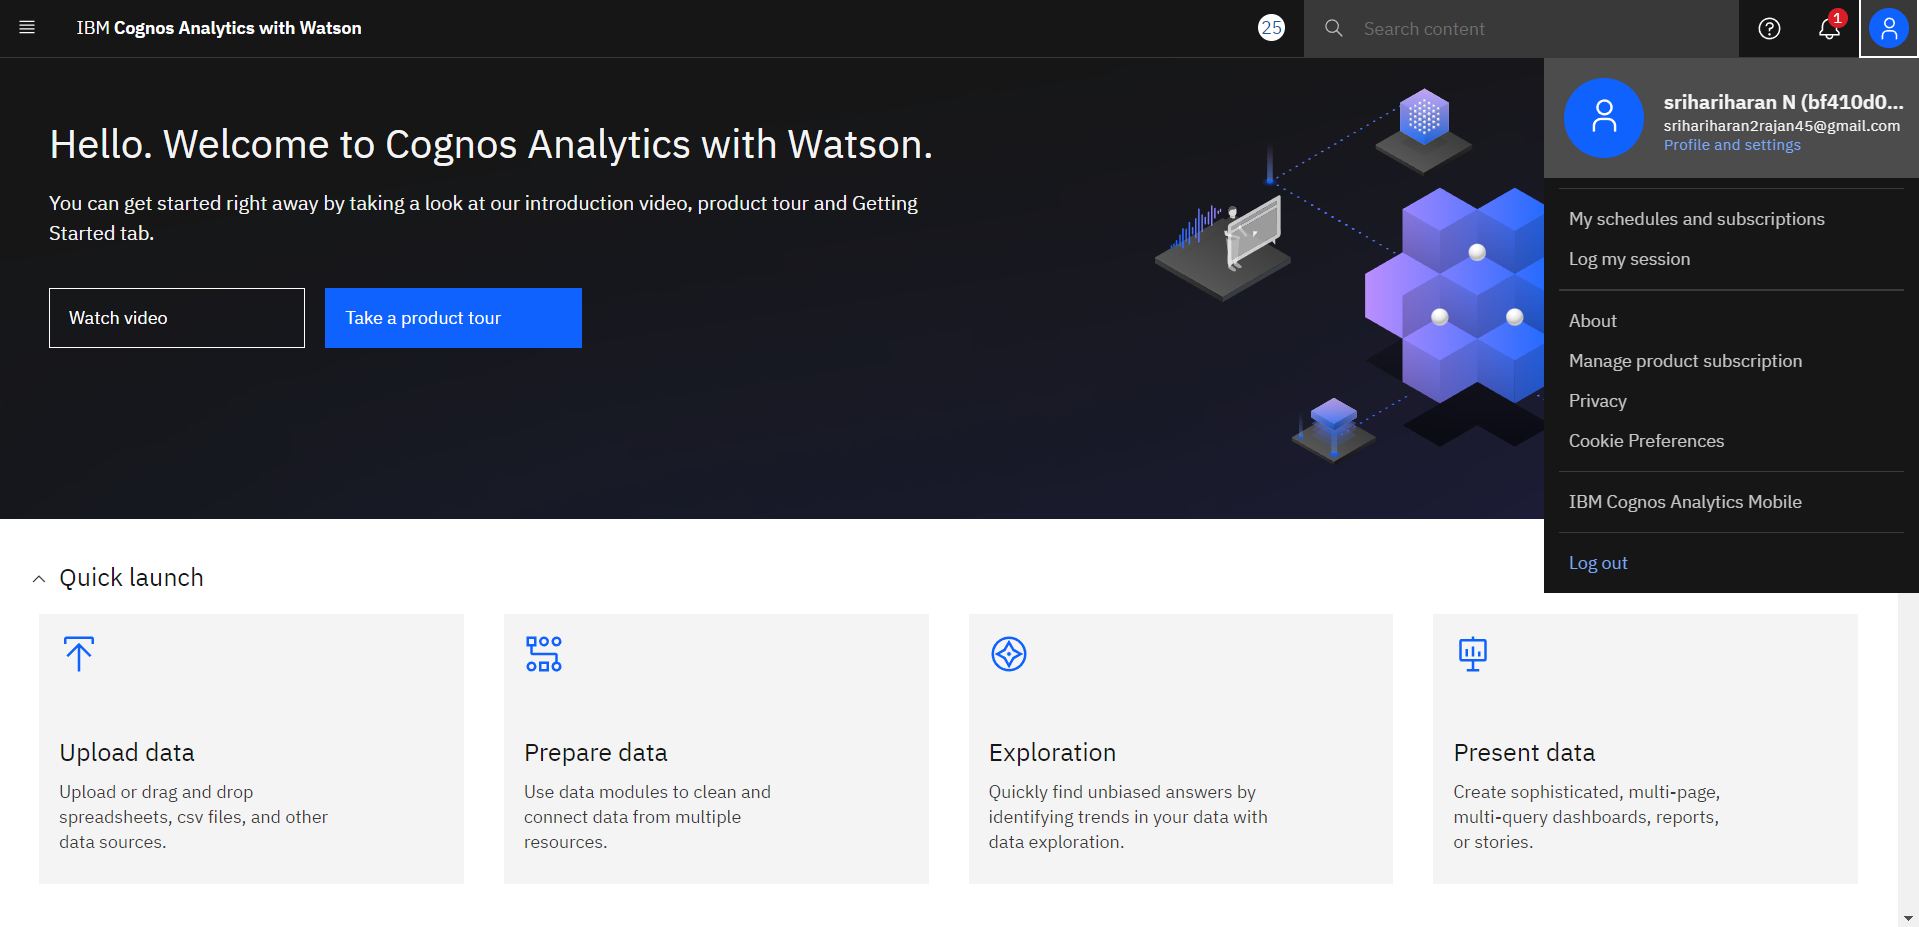 IBM Cognos Analytics with Watson
25
Search content
1
srihariharan N (bf410d0...
srihariharan2rajan45@gmail.com
Profile and settings
My schedules and subscriptions
Log my session
About
Manage product subscription
Privacy
Cookie Preferences
IBM Cognos Analytics Mobile
Log out
Hello. Welcome to Cognos Analytics with Watson.
You can get started right away by taking a look at our introduction video, product tour and Getting
Started tab.
Watch video
Take a product tour
Quick launch
Upload data
Upload or drag and drop
spreadsheets, csv files, and other
data sources.
Prepare data
Use data modules to clean and
connect data from multiple
resources.
Exploration
Quickly find unbiased answers by
identifying trends in your data with
data exploration.
Present data
Create sophisticated, multi-page,
multi-query dashboards, reports,
or stories.